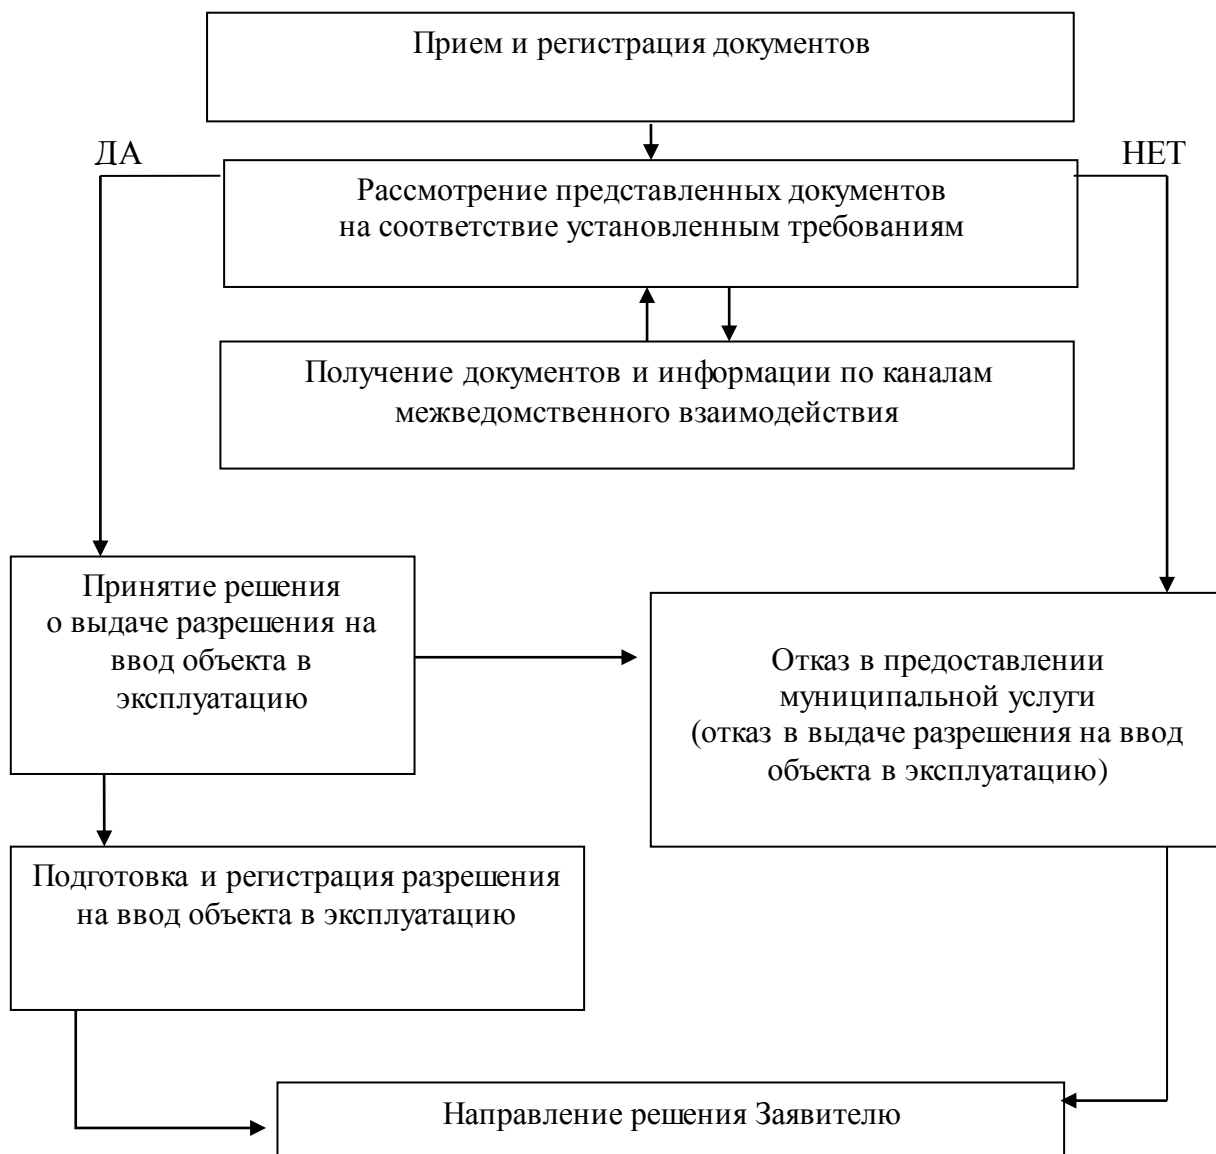 Прием и регистрация документов
ДА
НЕТ
Рассмотрение представленных документов
на соответствие установленным требованиям
Получение документов и информации по каналам
межведомственного взаимодействия
Принятие решения
о выдаче разрешения на
ввод объекта в
эксплуатацию
Отказ в предоставлении
муниципальной услуги
(отказ в выдаче разрешения на ввод
объекта в эксплуатацию)
Подготовка и регистрация разрешения
на ввод объекта в эксплуатацию
Направление решения Заявителю